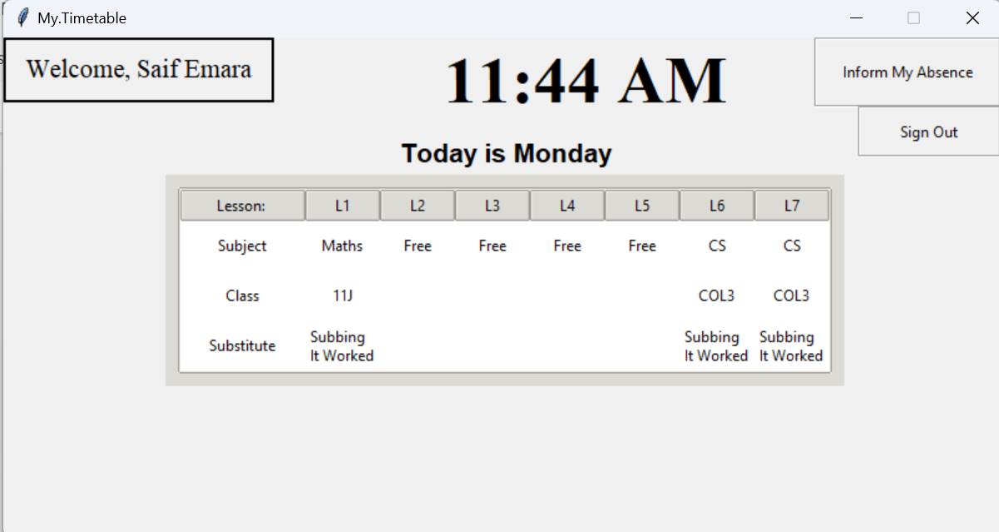 My.Timetable
Welcome, Saif Emara
11:44 AM
Inform My Absence
Sign Out
Today is Monday
Lesson: L1 L2 L3 L4 L5 L6 L7
Subject Maths Free Free Free Free CS CS
Class 11J COL3 COL3
Substitute Subbing It Worked Subbing It Worked Subbing It Worked